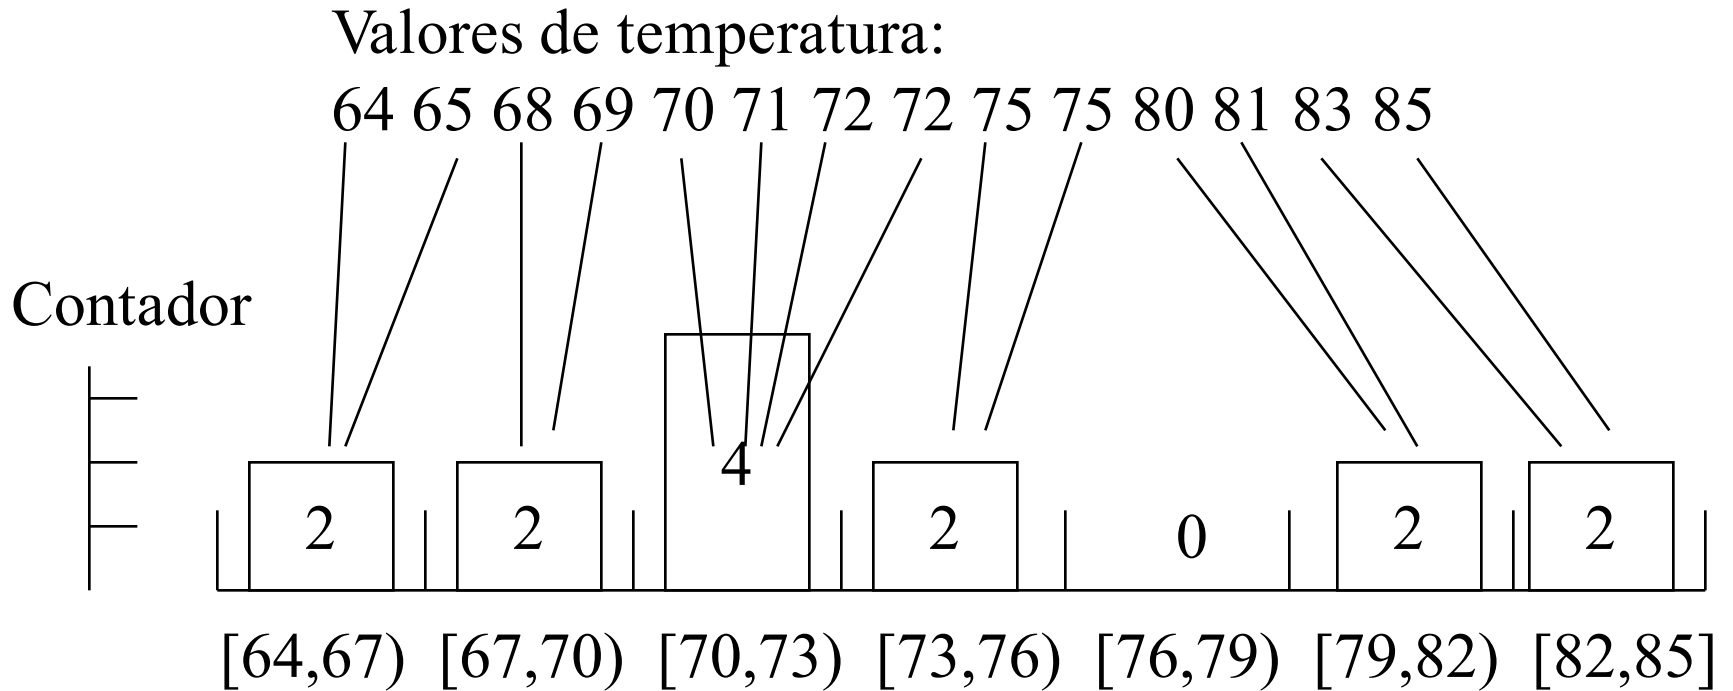 Valores de temperatura:
64 65 68 69 70 71 72 72 75 75 80 81 83 85
Contador
4
2 2 2 0 2 2
[64,67) [67,70) [70,73) [73,76) [76,79) [79,82) [82,85]